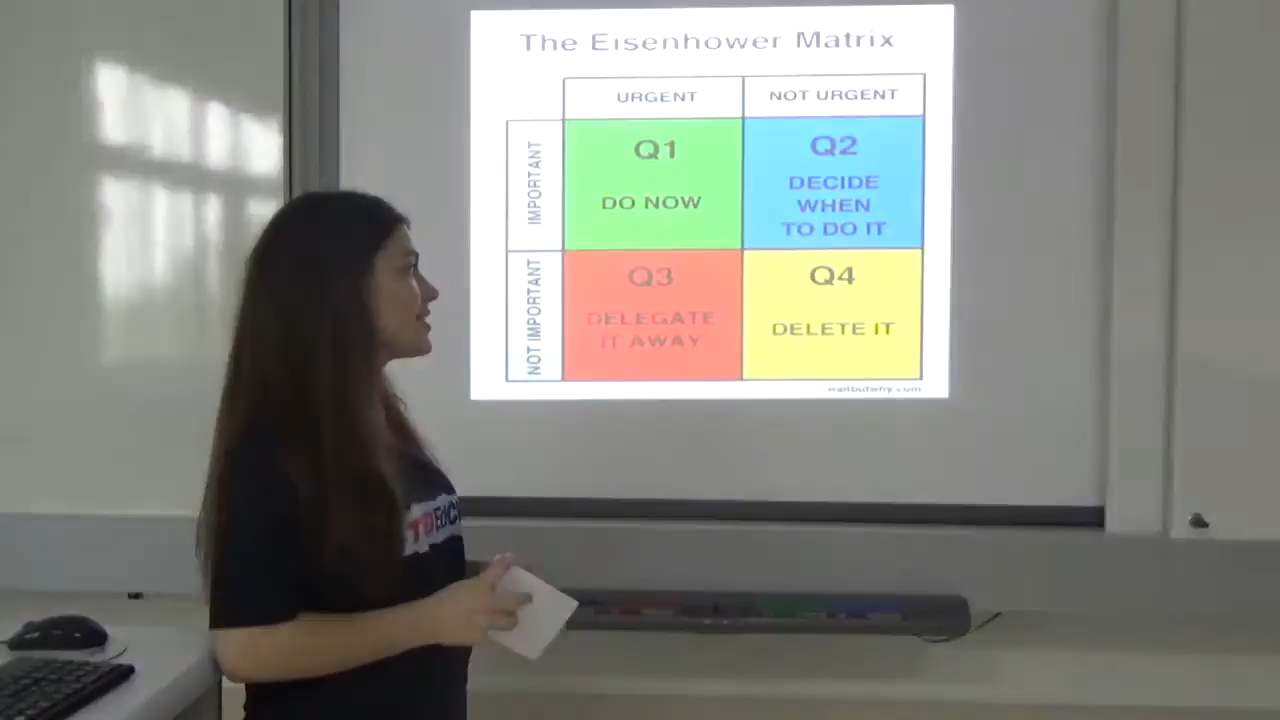 The Eisenhower Matrix
URGENT
NOT URGENT
IMPORTANT
Q1
DO NOW
Q2
DECIDE
WHEN
TO DO IT
NOT IMPORTANT
Q3
DELEGATE
IT AWAY
Q4
DELETE IT
waitbutwhy.com